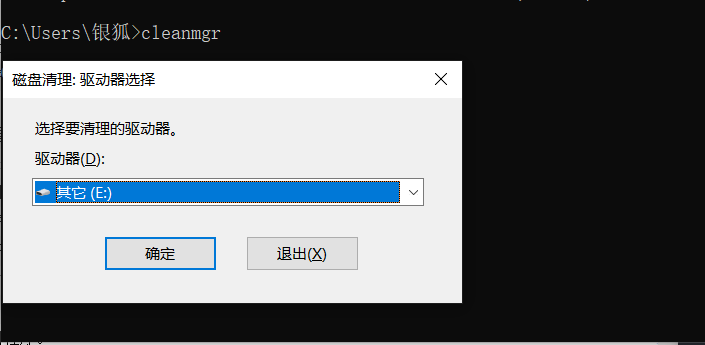 C:\Users\银狐>cleanmgr
磁盘清理: 驱动器选择
选择要清理的驱动器。
驱动器(D):
其它 (E:)
确定
退出(X)